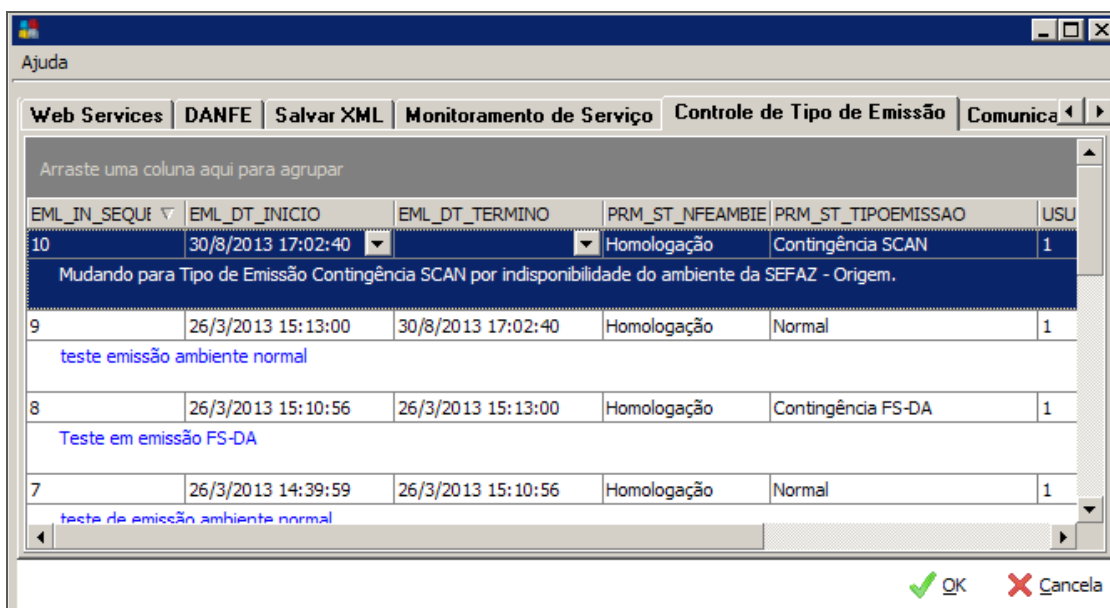 Ajuda
Web Services DANFE Salvar XML Monitoramento de Serviço Controle de Tipo de Emissão Comunica
Arraste uma coluna aqui para agrupar
EML_IN_SEQUE EML_DT_INICIO EML_DT_TERMINO PRM_ST_NFEAMBIE PRM_ST_TIPOEMISSAO USU
10 30/8/2013 17:02:40 Homologação Contingência SCAN 1
Mudando para Tipo de Emissão Contingência SCAN por indisponibilidade do ambiente da SEFAZ - Origem.
9 26/3/2013 15:13:00 30/8/2013 17:02:40 Homologação Normal 1
teste emissão ambiente normal
8 26/3/2013 15:10:56 26/3/2013 15:13:00 Homologação Contingência FS-DA 1
Teste em emissão FS-DA
7 26/3/2013 14:39:59 26/3/2013 15:10:56 Homologação Normal 1
teste de emissão ambiente normal
OK Cancela